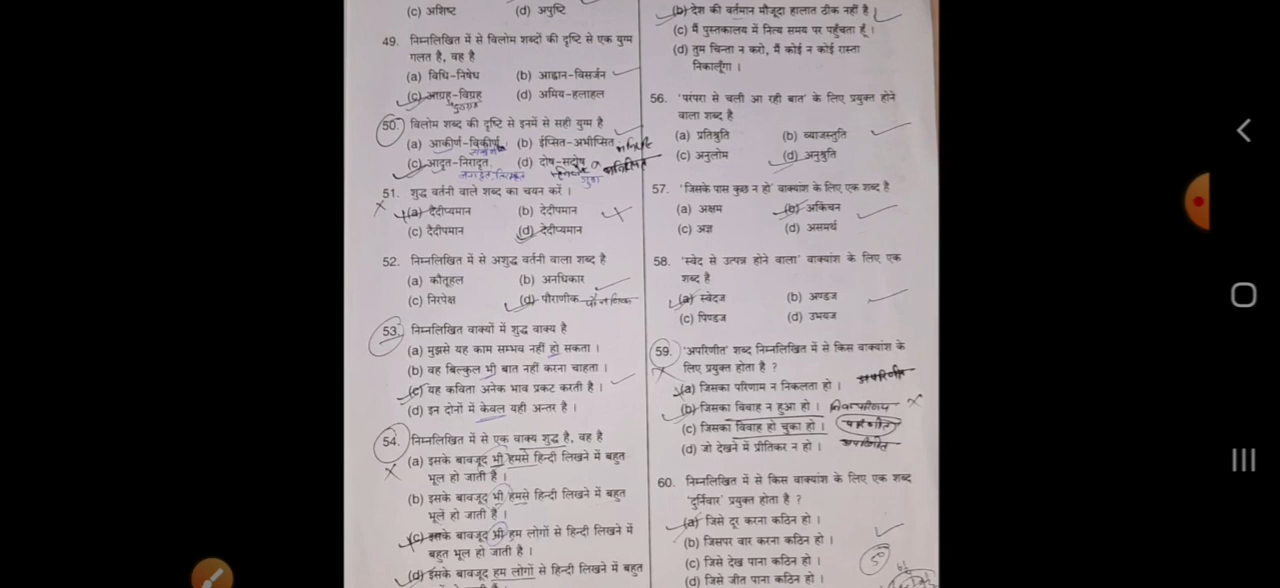 (c) अशिष्ट (d) अपुष्टि
49. निम्नलिखित में से विलोम शब्दों की दृष्टि से एक युग्म
गलत है, वह है
(a) विधि-निषेध (b) आह्वान-विसर्जन
(c) आग्रह-विग्रह (d) अमिय-हलाहल
दुराग्रह
50. विलोम शब्द की दृष्टि से इनमें से सही युग्म है
(a) आकीर्ण-विकीर्ण (b) ईप्सित-अभीप्सित
(c) आदृत-निरादृत (d) दोष-सदोष
51. शुद्ध वर्तनी वाले शब्द का चयन करें ।
(a) दैदीप्यमान (b) देदीपमान
(c) दैदीपमान (d) देदीप्यमान
52. निम्नलिखित में से अशुद्ध वर्तनी वाला शब्द है
(a) कौतूहल (b) अनधिकार
(c) निरपेक्ष (d) पौराणीक पौराणिक
53. निम्नलिखित वाक्यों में शुद्ध वाक्य है
(a) मुझसे यह काम सम्भव नहीं हो सकता ।
(b) वह बिल्कुल भी बात नहीं करना चाहता ।
(c) यह कविता अनेक भाव प्रकट करती है ।
(d) इन दोनों में केवल यही अन्तर है ।
54. निम्नलिखित में से एक वाक्य शुद्ध है, वह है
(a) इसके बावजूद भी हमसे हिन्दी लिखने में बहुत
भूल हो जाती है ।
(b) इसके बावजूद भी हमसे हिन्दी लिखने में बहुत
भूलें हो जाती है ।
(c) इसके बावजूद भी हम लोगों से हिन्दी लिखने में
बहुत भूल हो जाती है ।
(d) इसके बावजूद हम लोगों से हिन्दी लिखने में बहुत
(b) देश की वर्तमान मौजूदा हालात ठीक नहीं है ।
(c) मैं पुस्तकालय में नित्य समय पर पहुँचता हूँ ।
(d) तुम चिन्ता न करो, मैं कोई न कोई रास्ता
निकालूँगा ।
56. 'परंपरा से चली आ रही बात' के लिए प्रयुक्त होने
वाला शब्द है
(a) प्रतिश्रुति (b) व्याजस्तुति
(c) अनुलोम (d) अनुश्रुति
57. 'जिसके पास कुछ न हो' वाक्यांश के लिए एक शब्द है
(a) अक्षम (b) अकिंचन
(c) अज्ञ (d) असमर्थ
58. 'स्वेद से उत्पन्न होने वाला' वाक्यांश के लिए एक
शब्द है
(a) स्वेदज (b) अण्डज
(c) पिण्डज (d) उभयज
59. 'अपरिणीत' शब्द निम्नलिखित में से किस वाक्यांश के
लिए प्रयुक्त होता है ?
(a) जिसका परिणाम न निकलता हो ।
(b) जिसका विवाह न हुआ हो ।
(c) जिसका विवाह हो चुका हो । परिणीत
(d) जो देखने में प्रीतिकर न हो ।
60. निम्नलिखित में से किस वाक्यांश के लिए एक शब्द
'दुर्निवार' प्रयुक्त होता है ?
(a) जिसे दूर करना कठिन हो ।
(b) जिसपर वार करना कठिन हो ।
(c) जिसे देख पाना कठिन हो ।
(d) जिसे जीत पाना कठिन हो ।
50